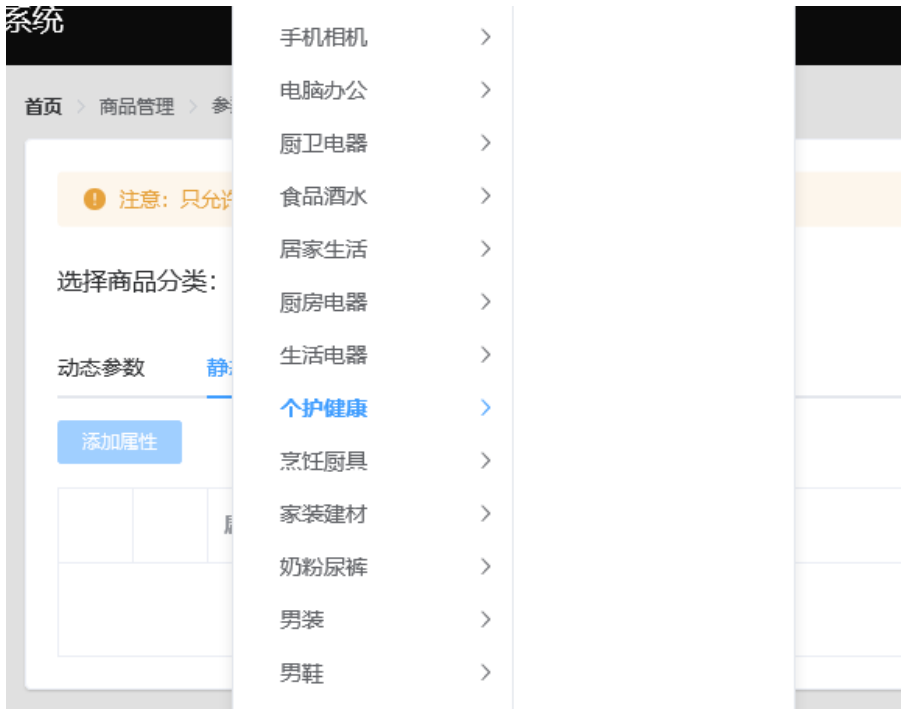 系统
首页 > 商品管理 >
注意：只允
选择商品分类：
动态参数
添加属性
手机相机
电脑办公
厨卫电器
食品酒水
居家生活
厨房电器
生活电器
个护健康
烹饪厨具
家装建材
奶粉尿裤
男装
男鞋